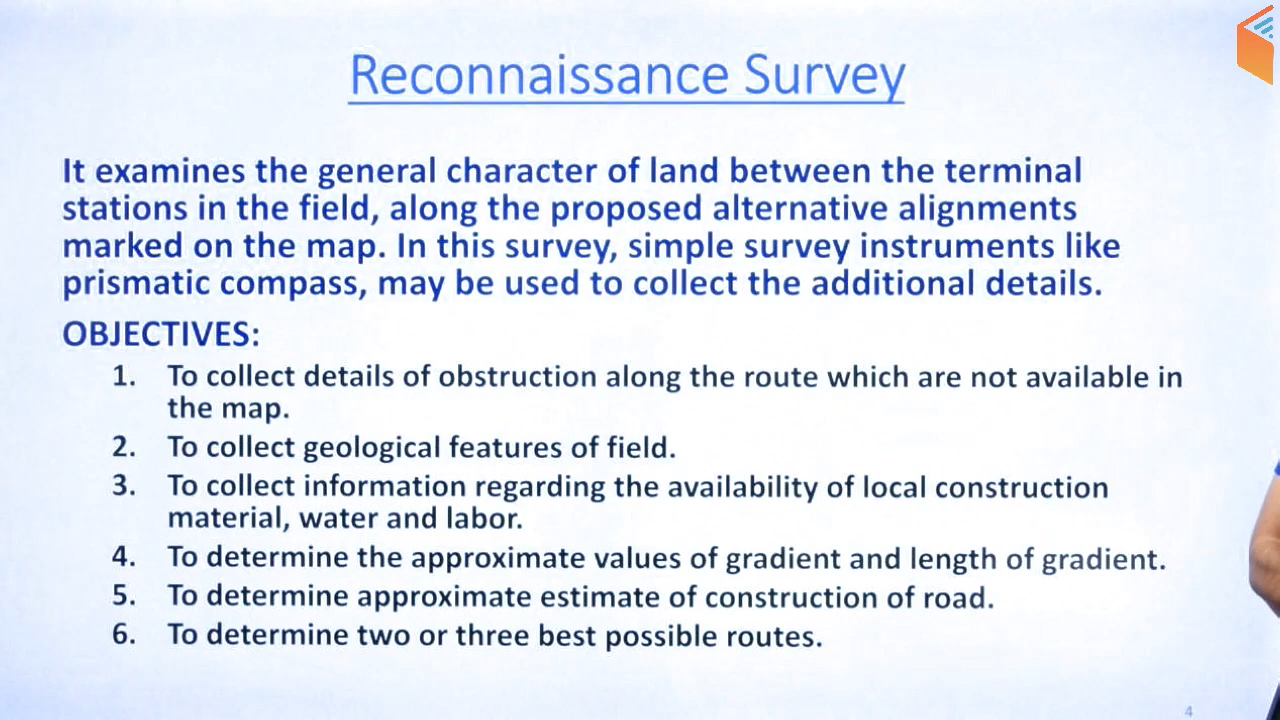 Reconnaissance Survey
It examines the general character of land between the terminal
stations in the field, along the proposed alternative alignments
marked on the map. In this survey, simple survey instruments like
prismatic compass, may be used to collect the additional details.
OBJECTIVES:
1. To collect details of obstruction along the route which are not available in
the map.
2. To collect geological features of field.
3. To collect information regarding the availability of local construction
material, water and labor.
4. To determine the approximate values of gradient and length of gradient.
5. To determine approximate estimate of construction of road.
6. To determine two or three best possible routes.
4